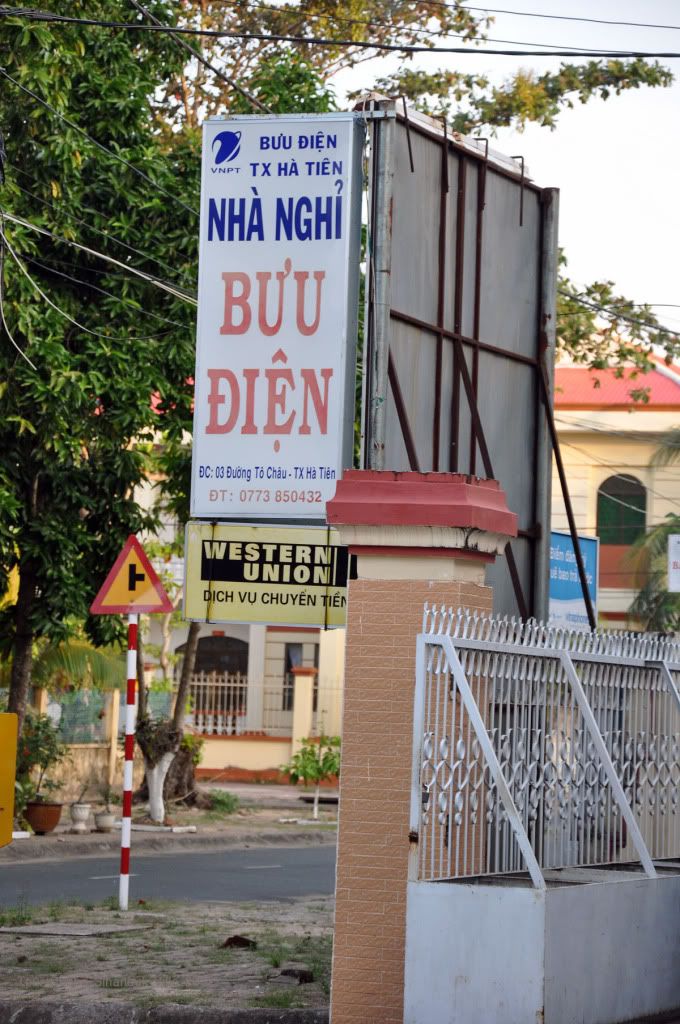 BƯU ĐIỆN
VNPT TX HÀ TIÊN
NHÀ NGHỈ
BƯU
ĐIỆN
ĐC: 03 Đường Tô Châu - TX Hà Tiên
ĐT: 0773 850432
WESTERN
UNION
DỊCH VỤ CHUYỂN TIỀN